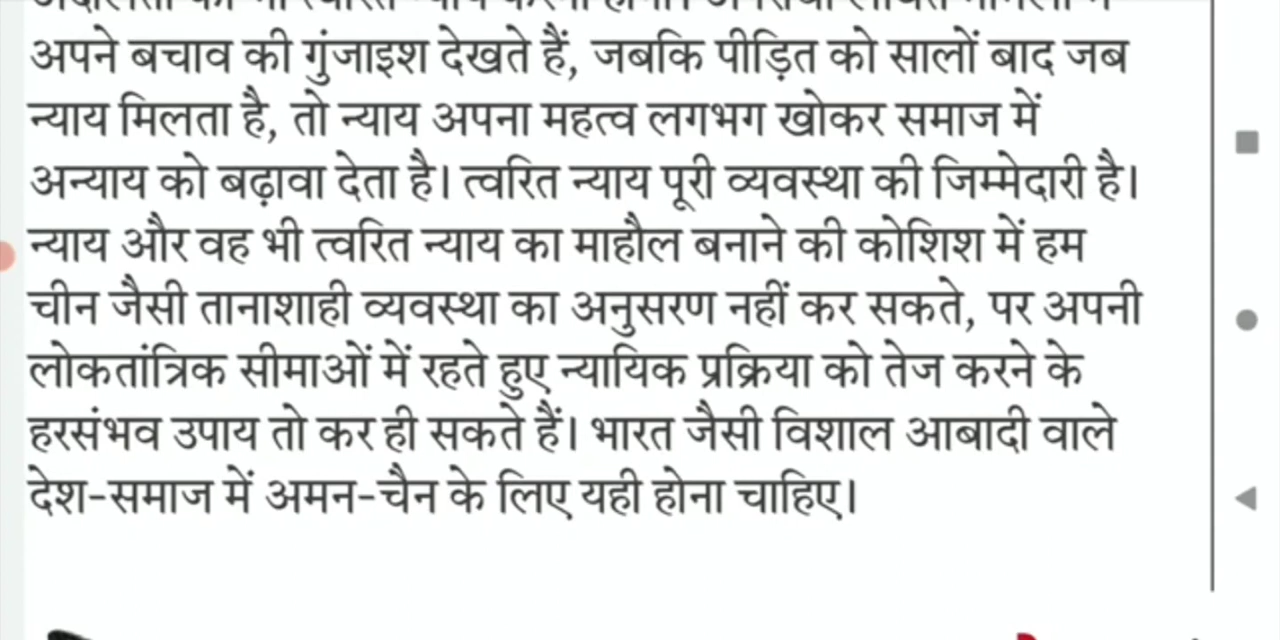 अपने बचाव की गुंजाइश देखते हैं, जबकि पीड़ित को सालों बाद जब
न्याय मिलता है, तो न्याय अपना महत्व लगभग खोकर समाज में
अन्याय को बढ़ावा देता है। त्वरित न्याय पूरी व्यवस्था की जिम्मेदारी है।
न्याय और वह भी त्वरित न्याय का माहौल बनाने की कोशिश में हम
चीन जैसी तानाशाही व्यवस्था का अनुसरण नहीं कर सकते, पर अपनी
लोकतांत्रिक सीमाओं में रहते हुए न्यायिक प्रक्रिया को तेज करने के
हरसंभव उपाय तो कर ही सकते हैं। भारत जैसी विशाल आबादी वाले
देश-समाज में अमन-चैन के लिए यही होना चाहिए।